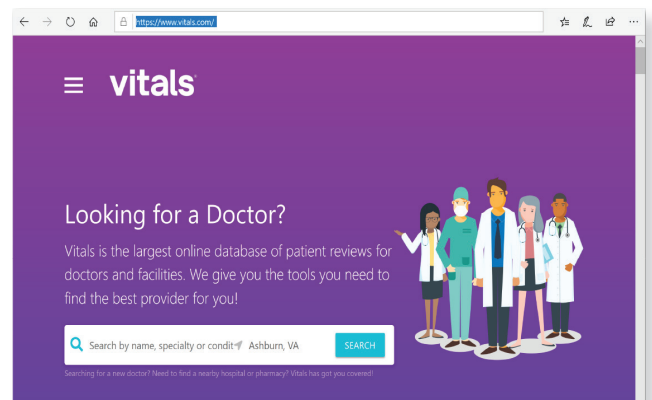 https://www.vitals.com/
vitals
Looking for a Doctor?
Vitals is the largest online database of patient reviews for
doctors and facilities. We give you the tools you need to
find the best provider for you!
Search by name, specialty or condit Ashburn, VA SEARCH
Searching for a new doctor? Need to find a nearby hospital or pharmacy? Vitals has got you covered!